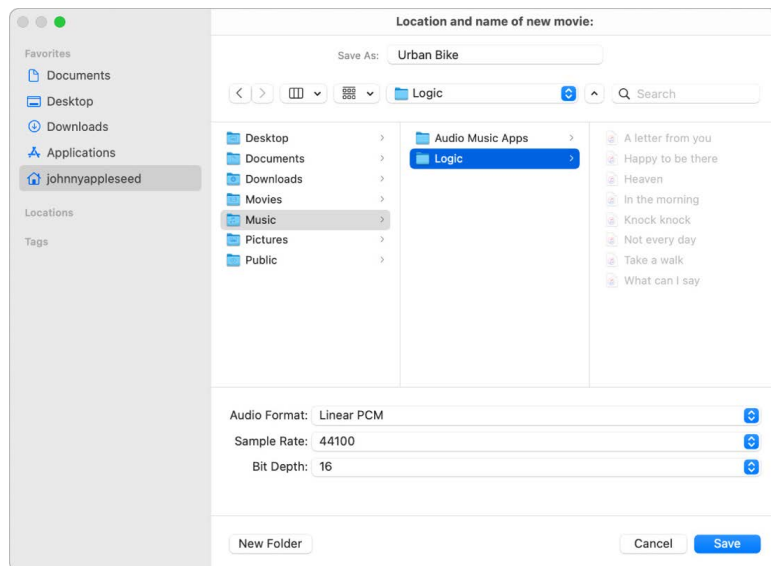 Location and name of new movie:
Save As: Urban Bike
Favorites
Documents
Desktop
Downloads
Applications
johnnyappleseed
Locations
Tags
Logic
Search
Desktop
Documents
Downloads
Movies
Music
Pictures
Public
Audio Music Apps
Logic
A letter from you
Happy to be there
Heaven
In the morning
Knock knock
Not every day
Take a walk
What can I say
Audio Format: Linear PCM
Sample Rate: 44100
Bit Depth: 16
New Folder
Cancel
Save